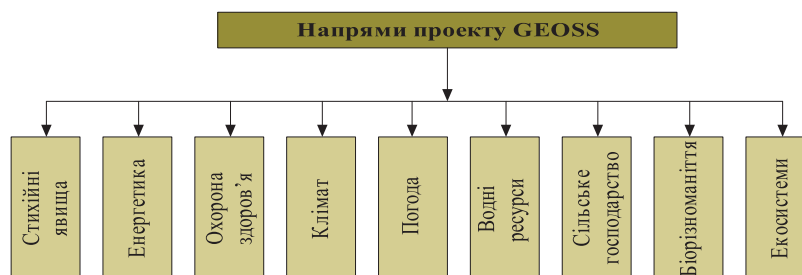 Напрями проекту GEOSS
Стихійні
явища
Енергетика
Охорона
здоров’я
Клімат
Погода
Водні
ресурси
Сільське
господарство
Біорізноманіття
Екосистеми